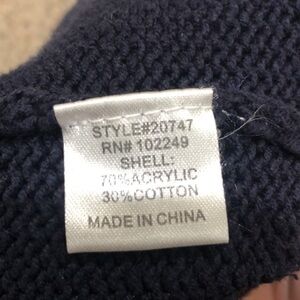 STYLE#20747
RN# 102249
SHELL:
70%ACRYLIC
30%COTTON
MADE IN CHINA